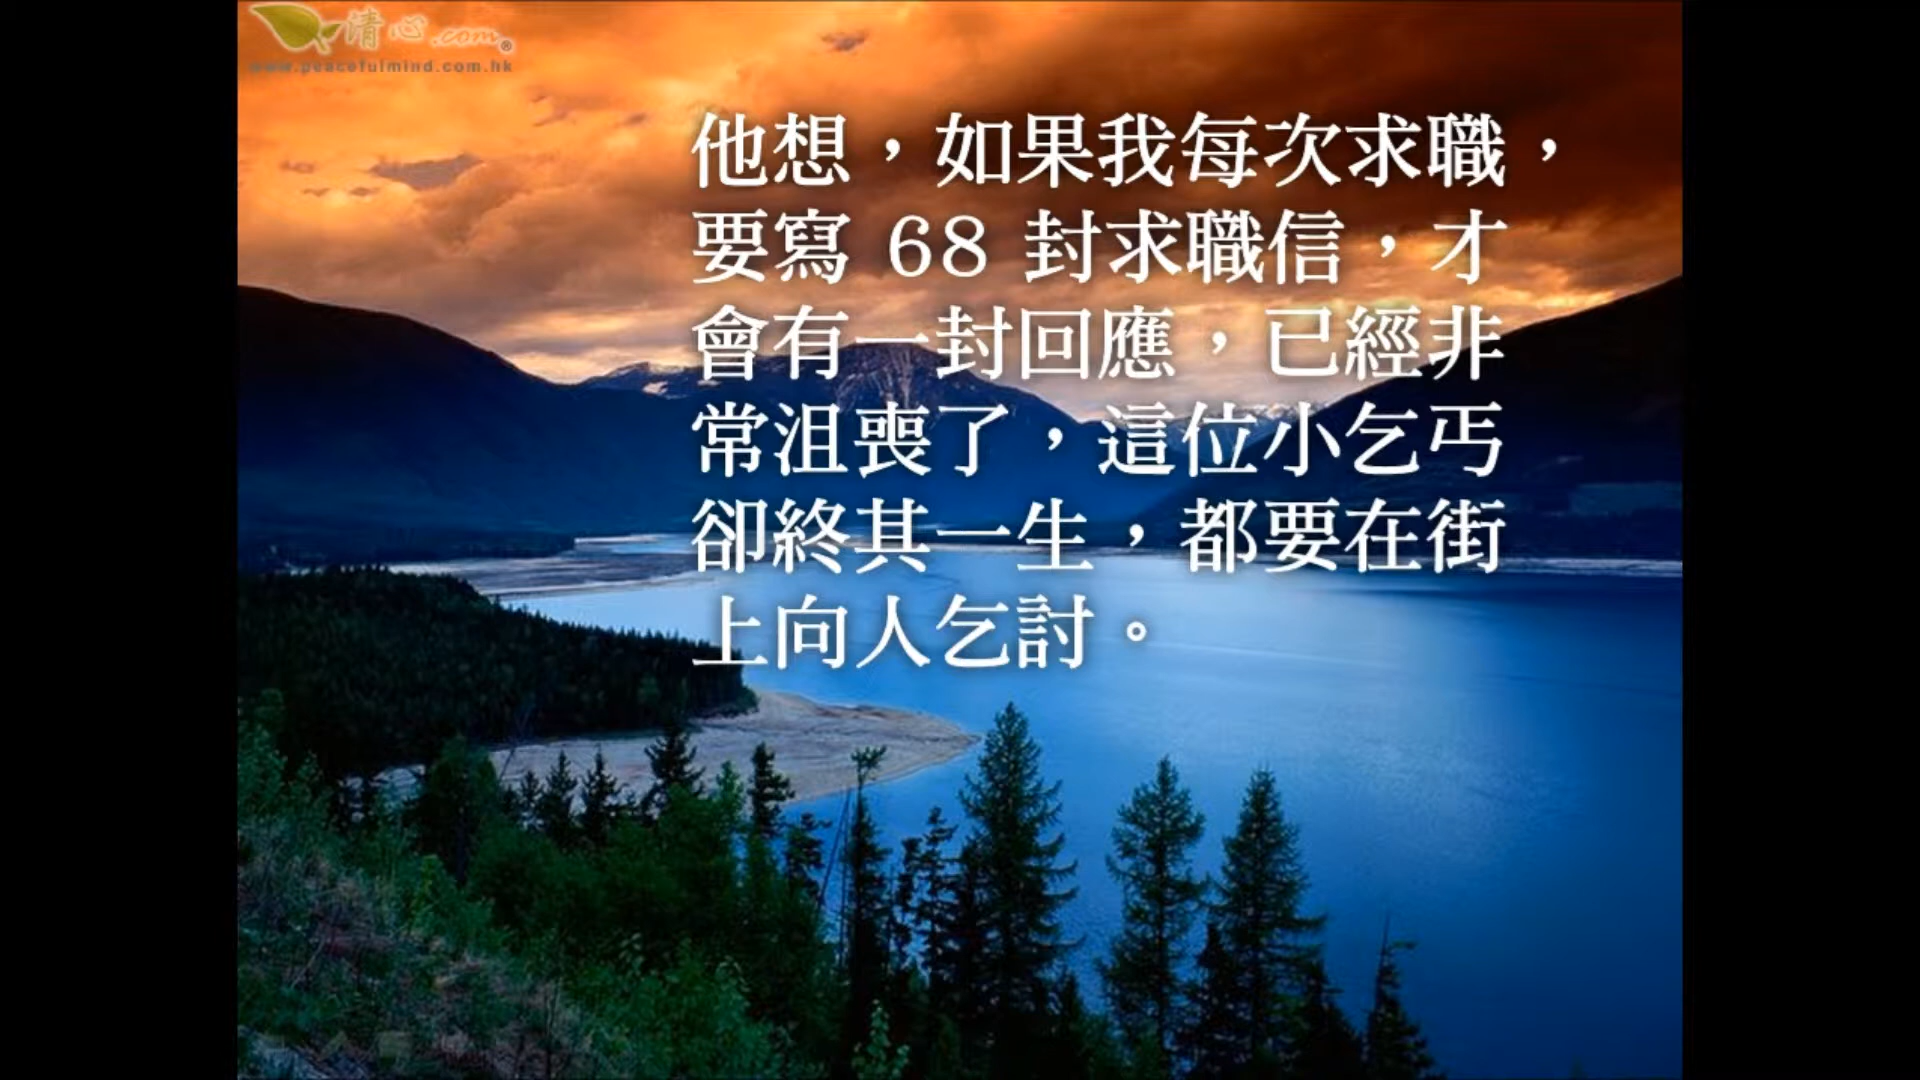 清心.com®
www.peacefulmind.com.hk
他想，如果我每次求職，
要寫 68 封求職信，才
會有一封回應，已經非
常沮喪了，這位小乞丐
卻終其一生，都要在街
上向人乞討。